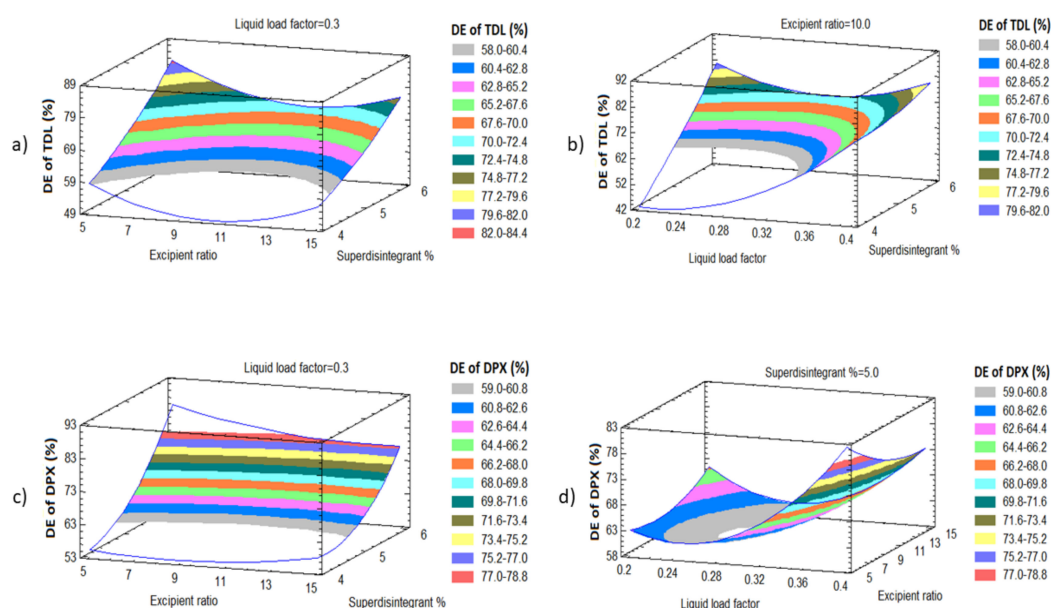 a)
Liquid load factor=0.3
DE of TDL (%)
89
79
69
59
49
5 7 9 11 13 15
Excipient ratio
4 5 6
Superdisintegrant %
DE of TDL (%)
58.0-60.4
60.4-62.8
62.8-65.2
65.2-67.6
67.6-70.0
70.0-72.4
72.4-74.8
74.8-77.2
77.2-79.6
79.6-82.0
82.0-84.4
b)
Excipient ratio=10.0
DE of TDL (%)
92
82
72
62
52
42
0.2 0.24 0.28 0.32 0.36 0.4
Liquid load factor
4 5 6
Superdisintegrant %
DE of TDL (%)
58.0-60.4
60.4-62.8
62.8-65.2
65.2-67.6
67.6-70.0
70.0-72.4
72.4-74.8
74.8-77.2
77.2-79.6
79.6-82.0
c)
Liquid load factor=0.3
DE of DPX (%)
93
83
73
63
53
5 7 9 11 13 15
Excipient ratio
4 5 6
Superdisintegrant %
DE of DPX (%)
59.0-60.8
60.8-62.6
62.6-64.4
64.4-66.2
66.2-68.0
68.0-69.8
69.8-71.6
71.6-73.4
73.4-75.2
75.2-77.0
77.0-78.8
d)
Superdisintegrant %=5.0
DE of DPX (%)
83
78
73
68
63
58
0.2 0.24 0.28 0.32 0.36 0.4
Liquid load factor
5 7 9 11 13 15
Excipient ratio
DE of DPX (%)
59.0-60.8
60.8-62.6
62.6-64.4
64.4-66.2
66.2-68.0
68.0-69.8
69.8-71.6
71.6-73.4
73.4-75.2
75.2-77.0
77.0-78.8